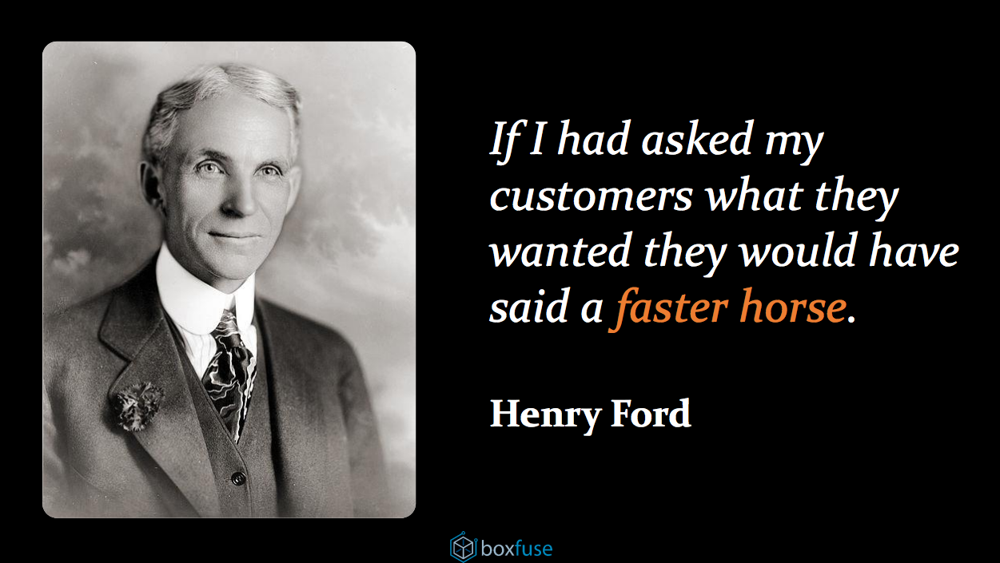 If I had asked my
customers what they
wanted they would have
said a faster horse.
Henry Ford
boxfuse